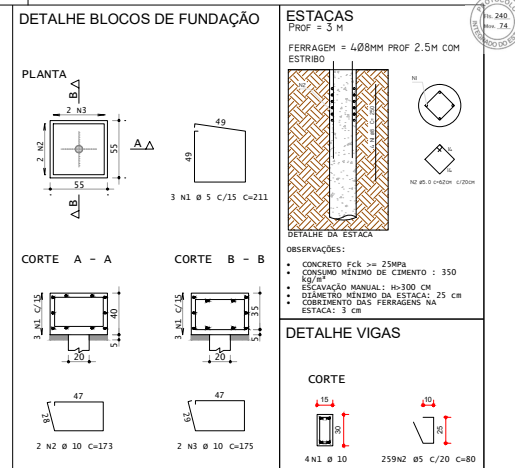 DETALHE BLOCOS DE FUNDAÇÃO
PLANTA
B
2 N3
2 N2
55
A
55
B
49
49
3 N1 Ø 5 C/15 C=211
CORTE A - A
3 N1 C/15
40
5
20
CORTE B - B
3 N1 C/15
35
5
20
47
28
2 N2 Ø 10 C=173
47
29
2 N3 Ø 10 C=175
ESTACAS
PROF = 3 M
FERRAGEM = 4Ø8MM PROF 2.5M COM
ESTRIBO
N2
N1
N2 ø5.0 C=62cm c/20cm
DETALHE DA ESTACA
OBSERVAÇÕES:
• CONCRETO Fck >= 25MPa
• CONSUMO MÍNIMO DE CIMENTO : 350
kg/m³
• ESCAVAÇÃO MANUAL: H>300 CM
• DIÂMETRO MÍNIMO DA ESTACA: 25 cm
• COBRIMENTO DAS FERRAGENS NA
ESTACA: 3 cm
DETALHE VIGAS
CORTE
15
30
4N1 Ø 10
10
25
259N2 Ø5 C/20 C=80
Fls. 240
Mov. 74